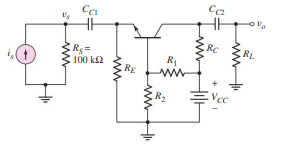 v_s
C_C1
C_C2
v_o
i_s
R_S =
100 kΩ
R_E
R_1
R_C
R_L
R_2
+
V_CC
−